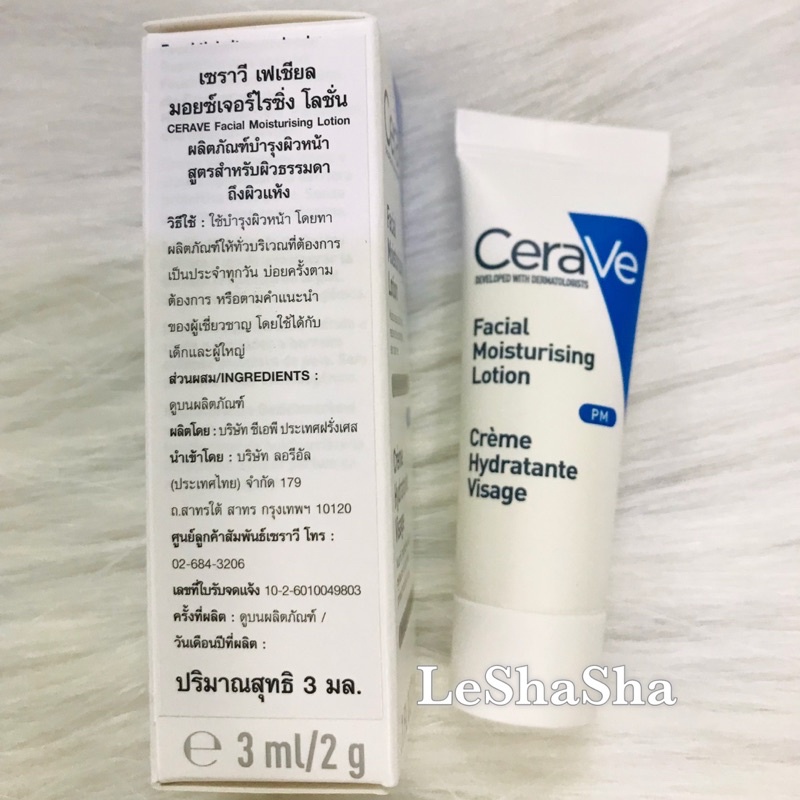 เซราวี เฟเชียล
มอยซ์เจอร์ไรซิ่ง โลชั่น
CERAVE Facial Moisturising Lotion
ผลิตภัณฑ์บำรุงผิวหน้า
สูตรสำหรับผิวธรรมดา
ถึงผิวแห้ง
วิธีใช้ : ใช้บำรุงผิวหน้า โดยทา
ผลิตภัณฑ์ให้ทั่วบริเวณที่ต้องการ
เป็นประจำทุกวัน บ่อยครั้งตาม
ต้องการ หรือตามคำแนะนำ
ของผู้เชี่ยวชาญ โดยใช้ได้กับ
เด็กและผู้ใหญ่
ส่วนผสม/INGREDIENTS :
ดูบนผลิตภัณฑ์
ผลิตโดย : บริษัท ซีเอพี ประเทศฝรั่งเศส
นำเข้าโดย : บริษัท ลอรีอัล
(ประเทศไทย) จำกัด 179
ถ.สาทรใต้ สาทร กรุงเทพฯ 10120
ศูนย์ลูกค้าสัมพันธ์เซราวี โทร :
02-684-3206
เลขที่ใบรับจดแจ้ง 10-2-6010049803
ครั้งที่ผลิต : ดูบนผลิตภัณฑ์ /
วันเดือนปีที่ผลิต :
ปริมาณสุทธิ 3 มล.
℮ 3 ml/2 g
CeraVe
Facial
Lotion
Visage
CeraVe
DEVELOPED WITH DERMATOLOGISTS
Facial
Moisturising
Lotion
PM
Crème
Hydratante
Visage
LeShaSha